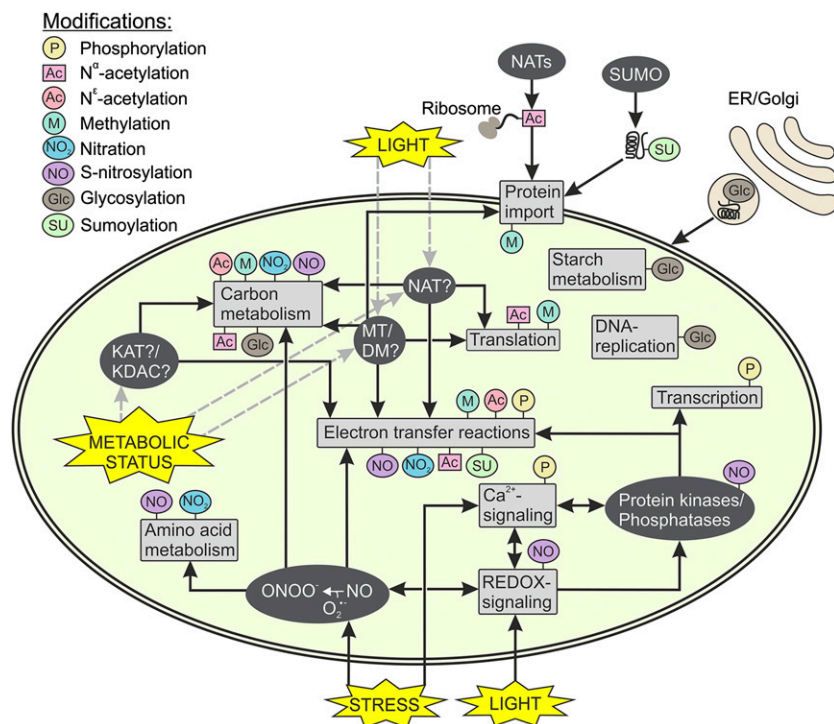 Modifications:
P Phosphorylation
Ac Nα-acetylation
Ac Nε-acetylation
M Methylation
NO₂ Nitration
NO S-nitrosylation
Glc Glycosylation
SU Sumoylation
NATs
SUMO
Ribosome
Ac
SU
ER/Golgi
Glc
LIGHT
Protein
import
M
Starch
metabolism
Glc
Ac M NO₂ NO
Carbon
metabolism
Ac Glc
NAT?
MT/
DM?
Ac M
Translation
DNA-
replication
Glc
KAT?/
KDAC?
P
Transcription
METABOLIC
STATUS
M Ac P
Electron transfer reactions
NO NO₂ Ac SU
P
Ca²⁺-
signaling
NO
Protein kinases/
Phosphatases
NO NO₂
Amino acid
metabolism
NO
REDOX-
signaling
ONOO⁻ NO
O₂•⁻
STRESS
LIGHT